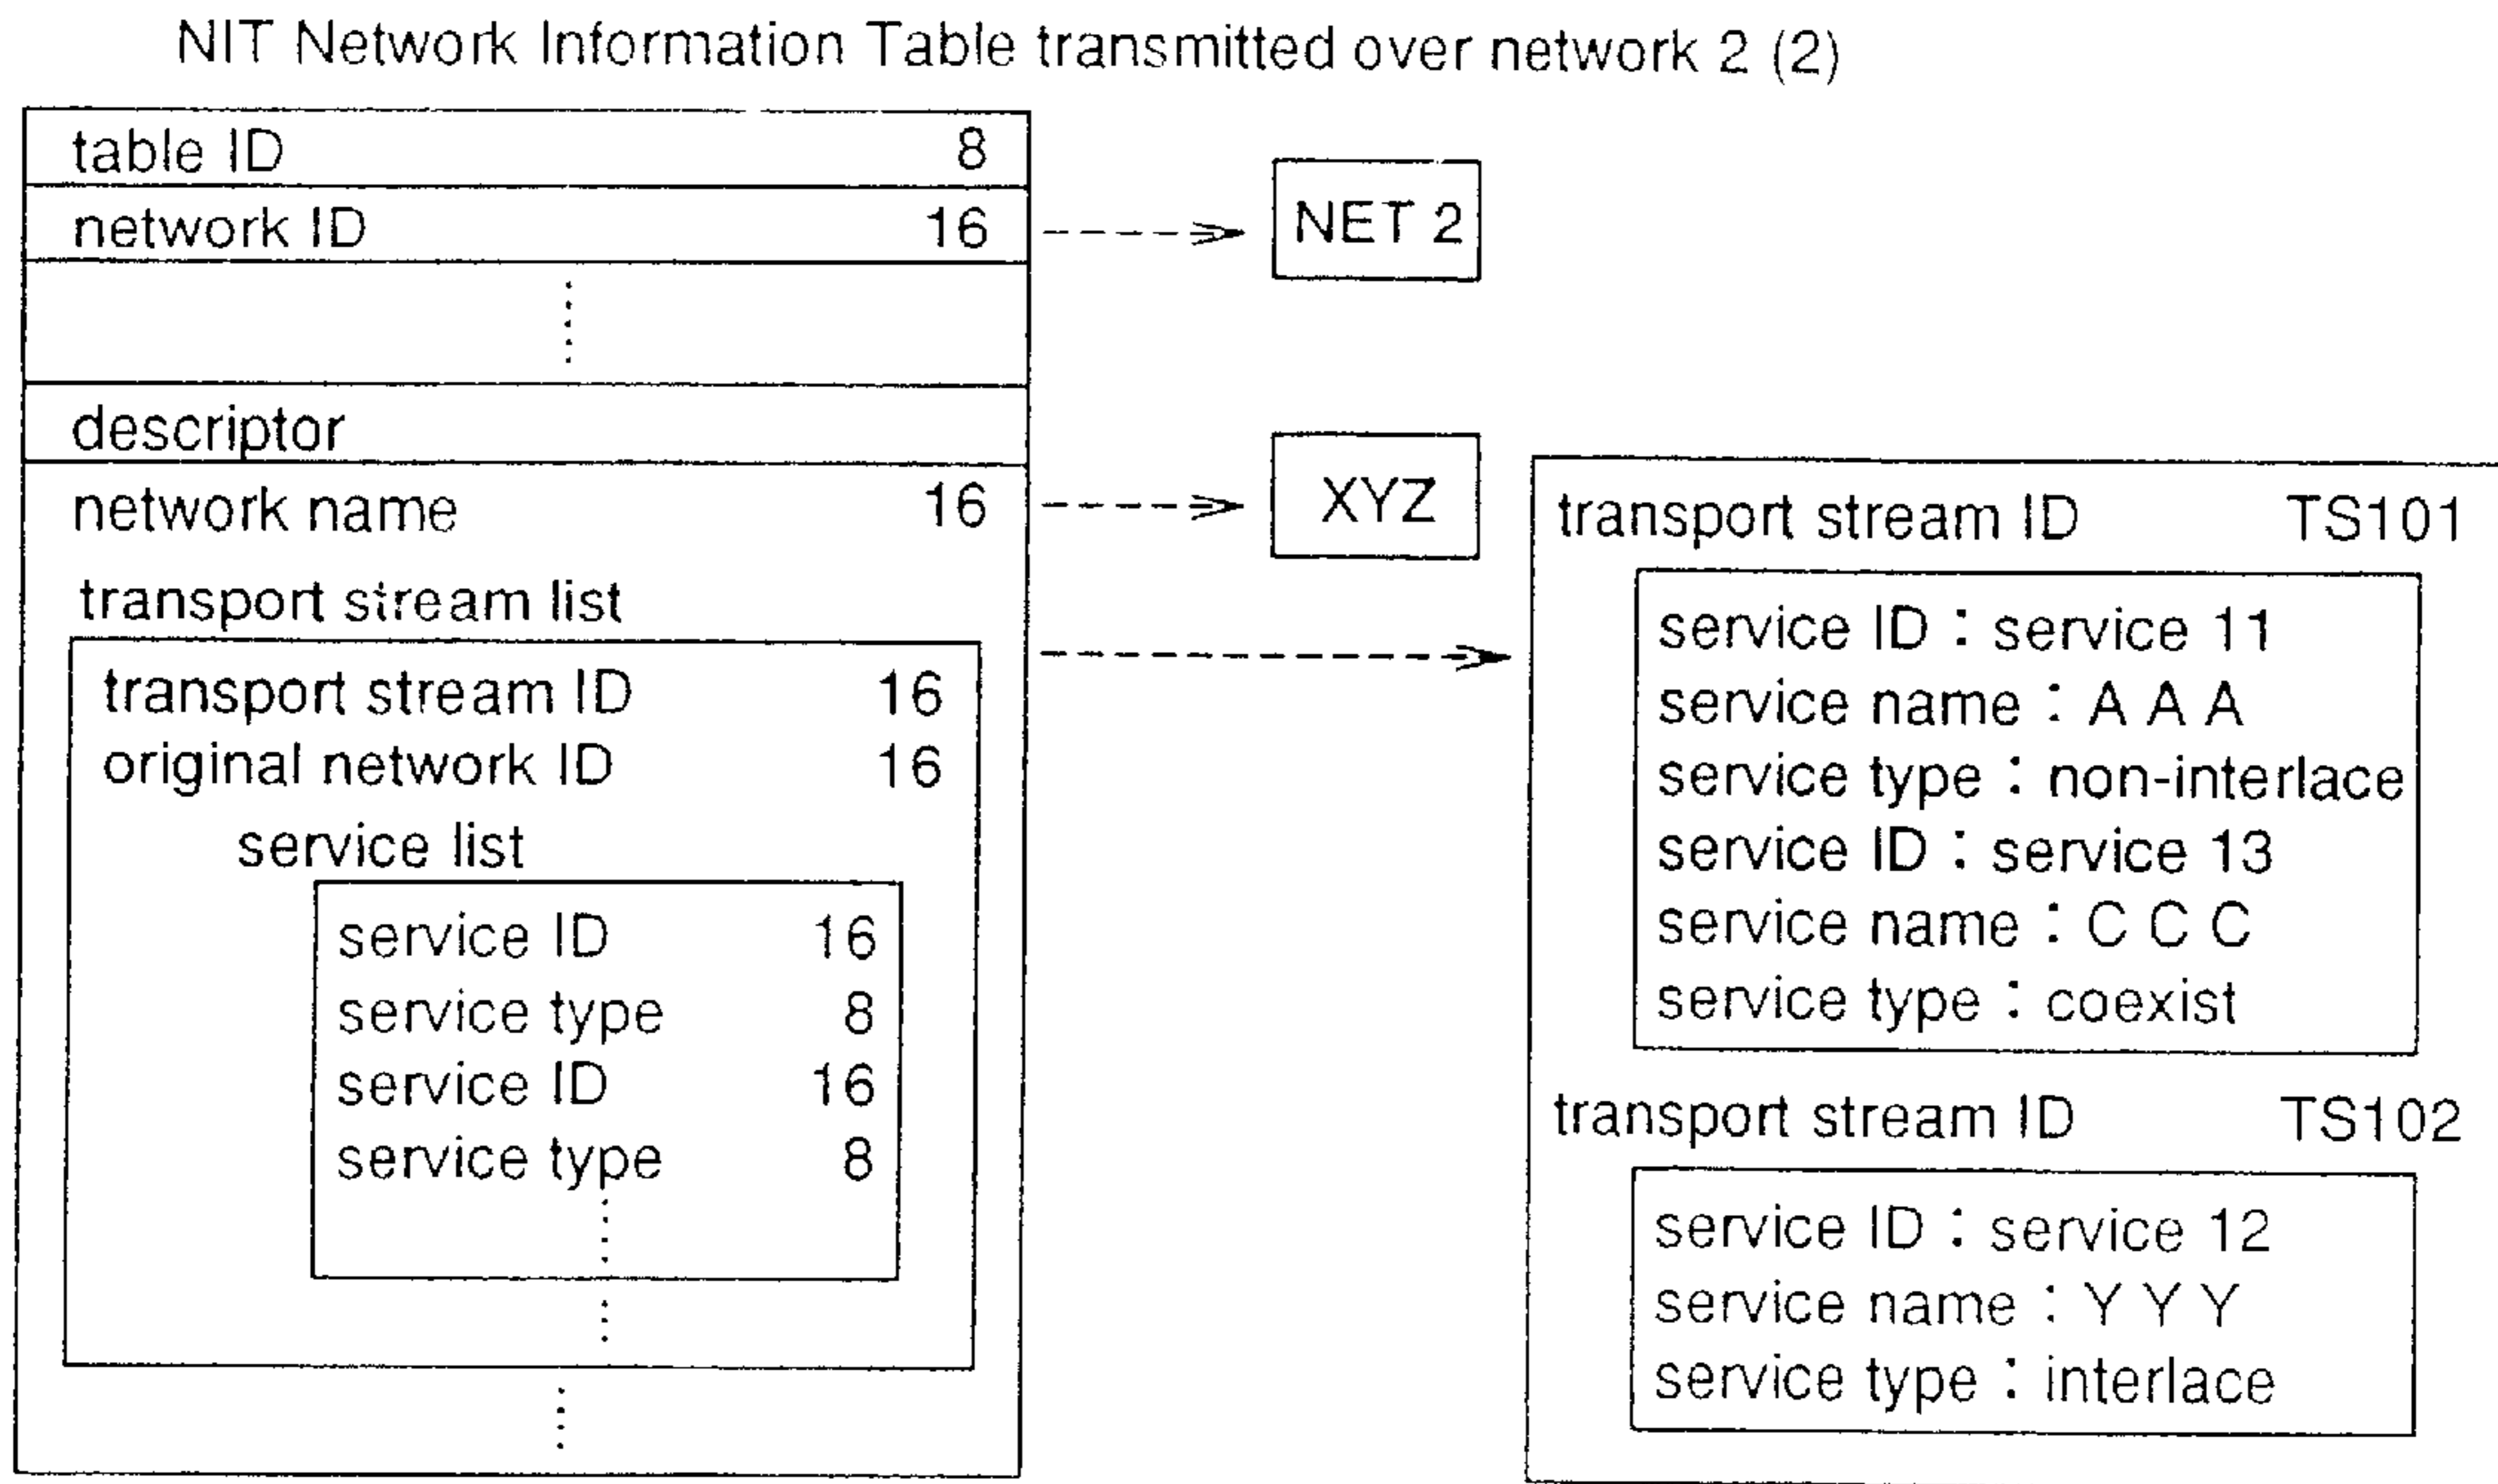 NIT Network Information Table transmitted over network 2 (2)
table ID 8
network ID 16
NET 2
descriptor
network name 16
XYZ
transport stream list
transport stream ID 16
original network ID 16
service list
service ID 16
service type 8
service ID 16
service type 8
transport stream ID TS101
service ID : service 11
service name : A A A
service type : non-interlace
service ID : service 13
service name : C C C
service type : coexist
transport stream ID TS102
service ID : service 12
service name : Y Y Y
service type : interlace